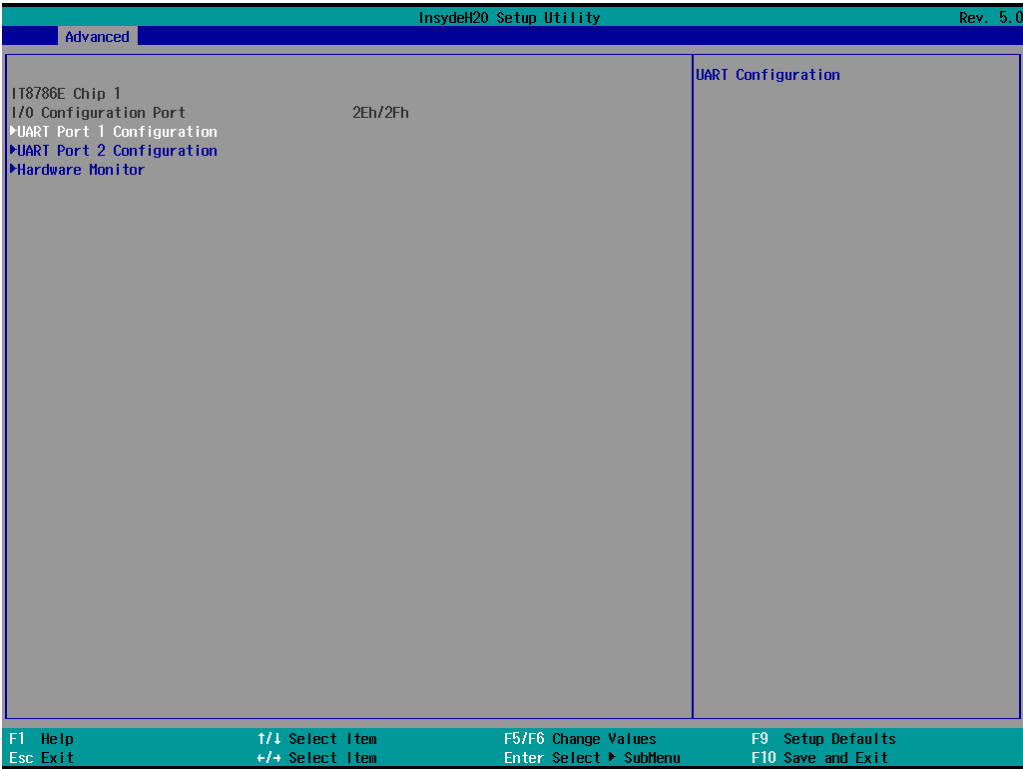 InsydeH20 Setup Utility Rev. 5.0
Advanced
IT8786E Chip 1
I/O Configuration Port 2Eh/2Fh
▶UART Port 1 Configuration
▶UART Port 2 Configuration
▶Hardware Monitor
UART Configuration
F1 Help ↑/↓ Select Item F5/F6 Change Values F9 Setup Defaults
Esc Exit ←/→ Select Item Enter Select ▶ SubMenu F10 Save and Exit